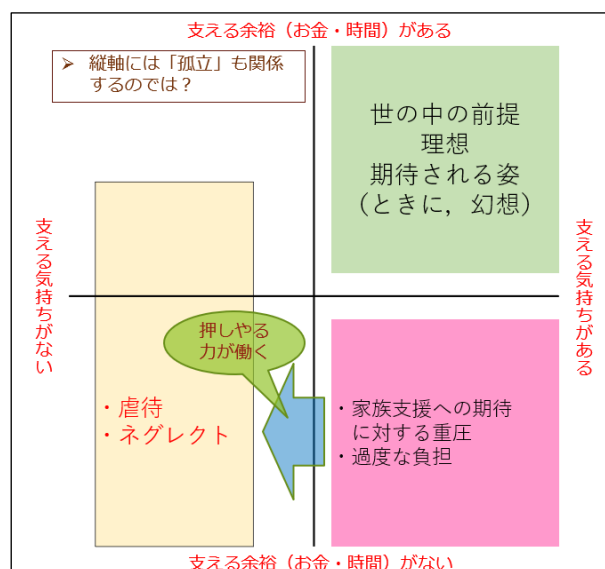 支える余裕（お金・時間）がある
➢ 縦軸には「孤立」も関係
するのでは？
世の中の前提
理想
期待される姿
（ときに，幻想）
支える気持ちがない
支える気持ちがある
押しやる
力が働く
・虐待
・ネグレクト
・家族支援への期待
に対する重圧
・過度な負担
支える余裕（お金・時間）がない